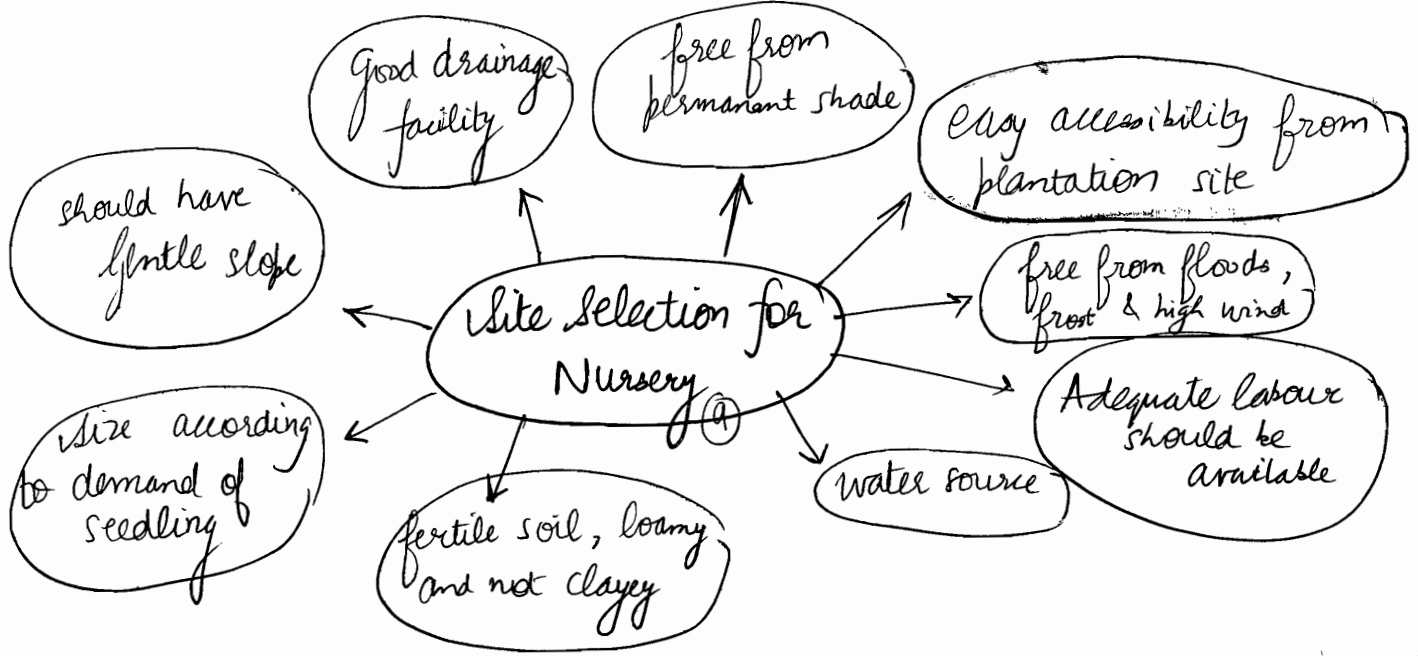 Good drainage
facility
free from
permanant shade
easy accessibility from
plantation site
should have
Gentle slope
Site Selection for
Nursery
a
free from floods,
frost & high wind
Adequate labour
should be
available
water source
Size according
to demand of
seedling
fertile soil, loamy
and not clayey